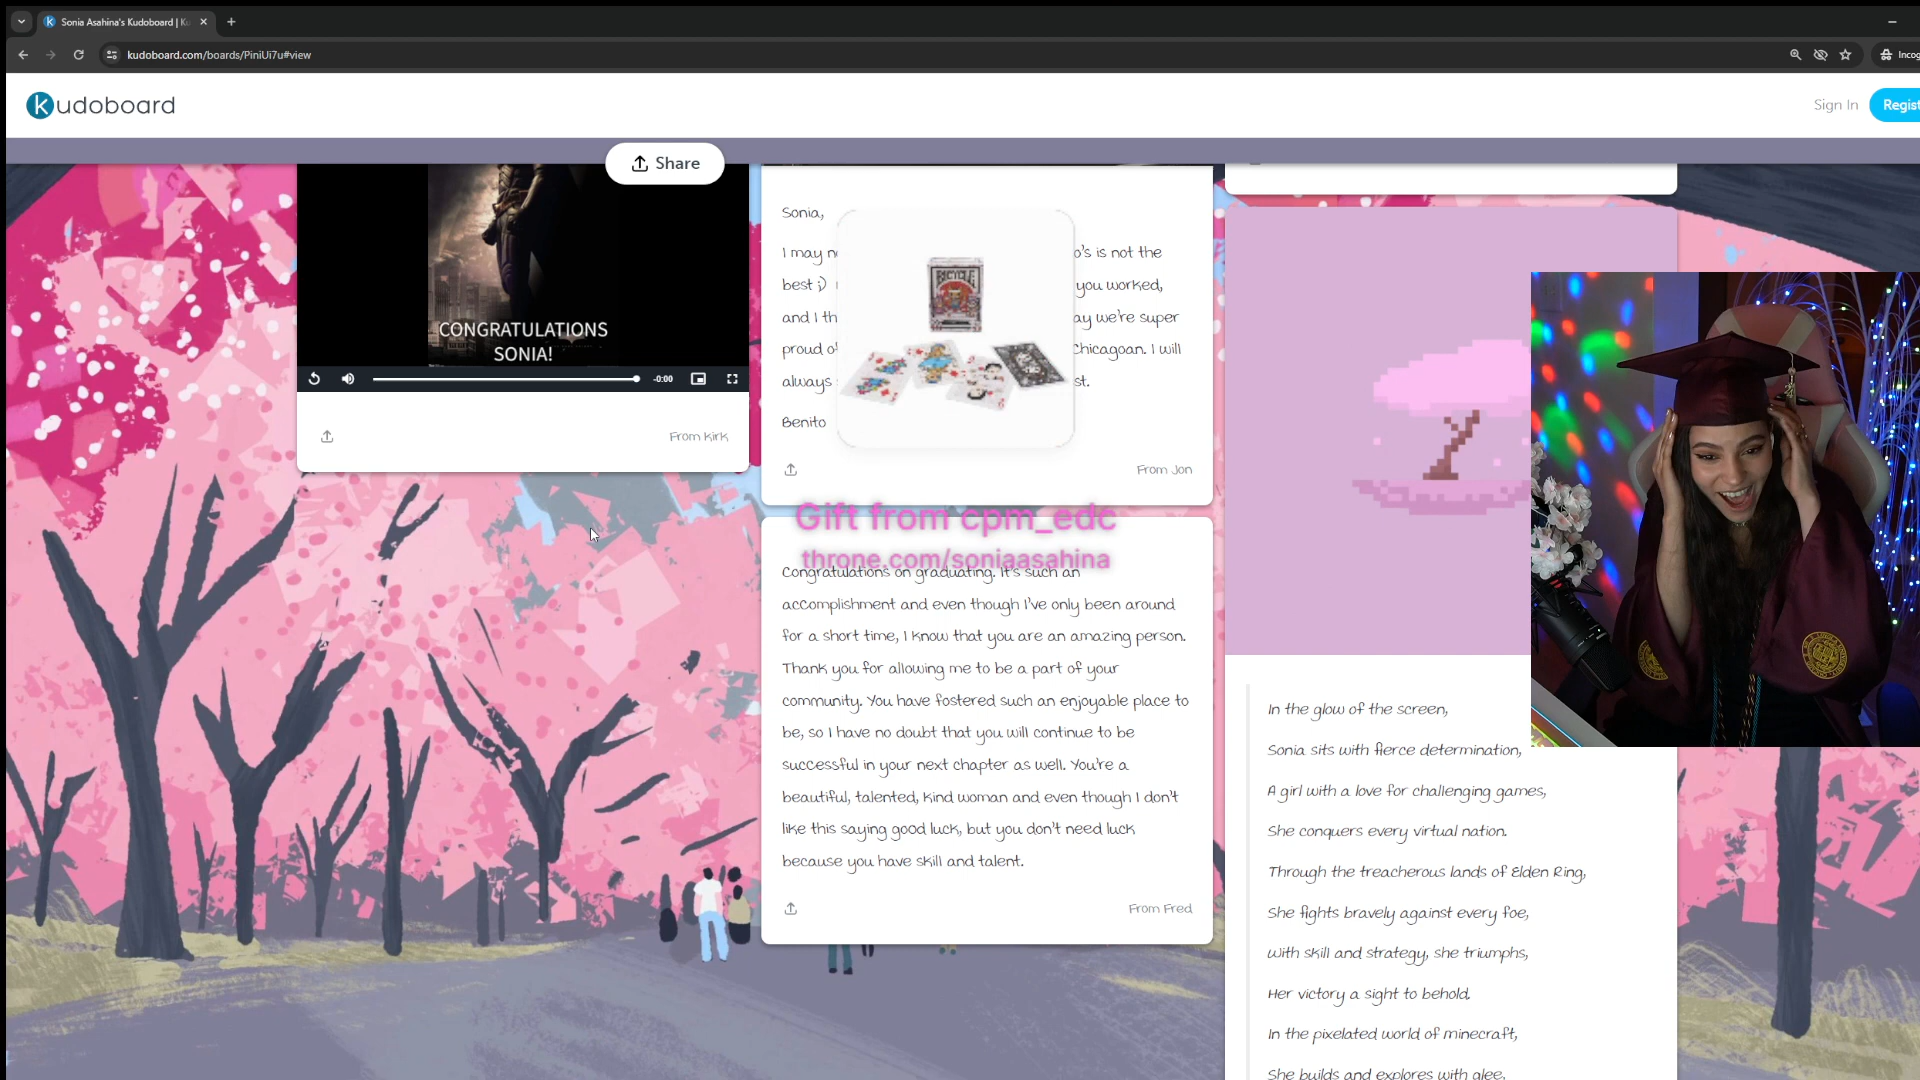 Sonia Asahina's Kudoboard | Ku
kudoboard.com/boards/PiniUi7u#view
Incog
kudoboard
Sign In
Regist
Share
CONGRATULATIONS
SONIA!
-0:00
From Kirk
Sonia,
I may n o's is not the
best ;) you worked,
and I th ay we're super
proud o Chicagoan. I will
always st.
Benito
From Jon
BICYCLE
Gift from cpm_edc
throne.com/soniaasahina
Congratulations on graduating. It's such an
accomplishment and even though I've only been around
for a short time, I know that you are an amazing person.
Thank you for allowing me to be a part of your
community. You have fostered such an enjoyable place to
be, so I have no doubt that you will continue to be
successful in your next chapter as well. You're a
beautiful, talented, kind woman and even though I don't
like this saying good luck, but you don't need luck
because you have skill and talent.
From Fred
In the glow of the screen,
Sonia sits with fierce determination,
A girl with a love for challenging games,
She conquers every virtual nation.
Through the treacherous lands of Elden Ring,
She fights bravely against every foe,
With skill and strategy, she triumphs,
Her victory a sight to behold.
In the pixelated world of minecraft,
She builds and explores with glee,